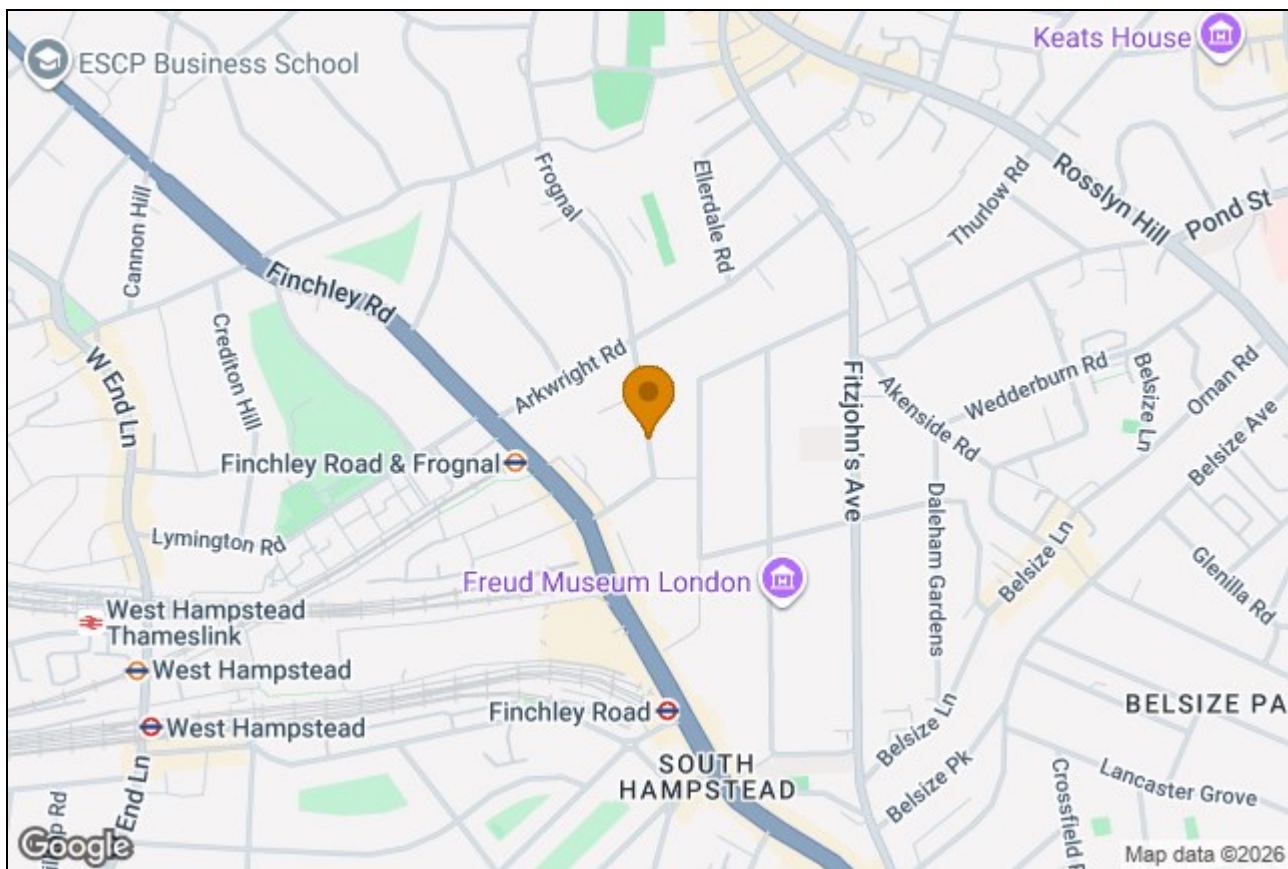 Keats House
ESCP Business School
Frognal
Ellerdale Rd
Thurlow Rd
Rosslyn Hill
Pond St
Cannon Hill
Finchley Rd
Crediton Hill
W End Ln
Arkwright Rd
Fitzjohn's Ave
Akenside Rd
Wedderburn Rd
Belsize Ln
Ornan Rd
Belsize Ave
Finchley Road & Frognal
Lymington Rd
Daleham Gardens
Belsize Ln
Glenilla Rd
Freud Museum London
West Hampstead
Thameslink
West Hampstead
West Hampstead
Finchley Road
BELSIZE PA
Belsize Ln
SOUTH
HAMPSTEAD
Belsize Pk
Lancaster Grove
Crossfield
End Ln
Rd
Google
Map data ©2026